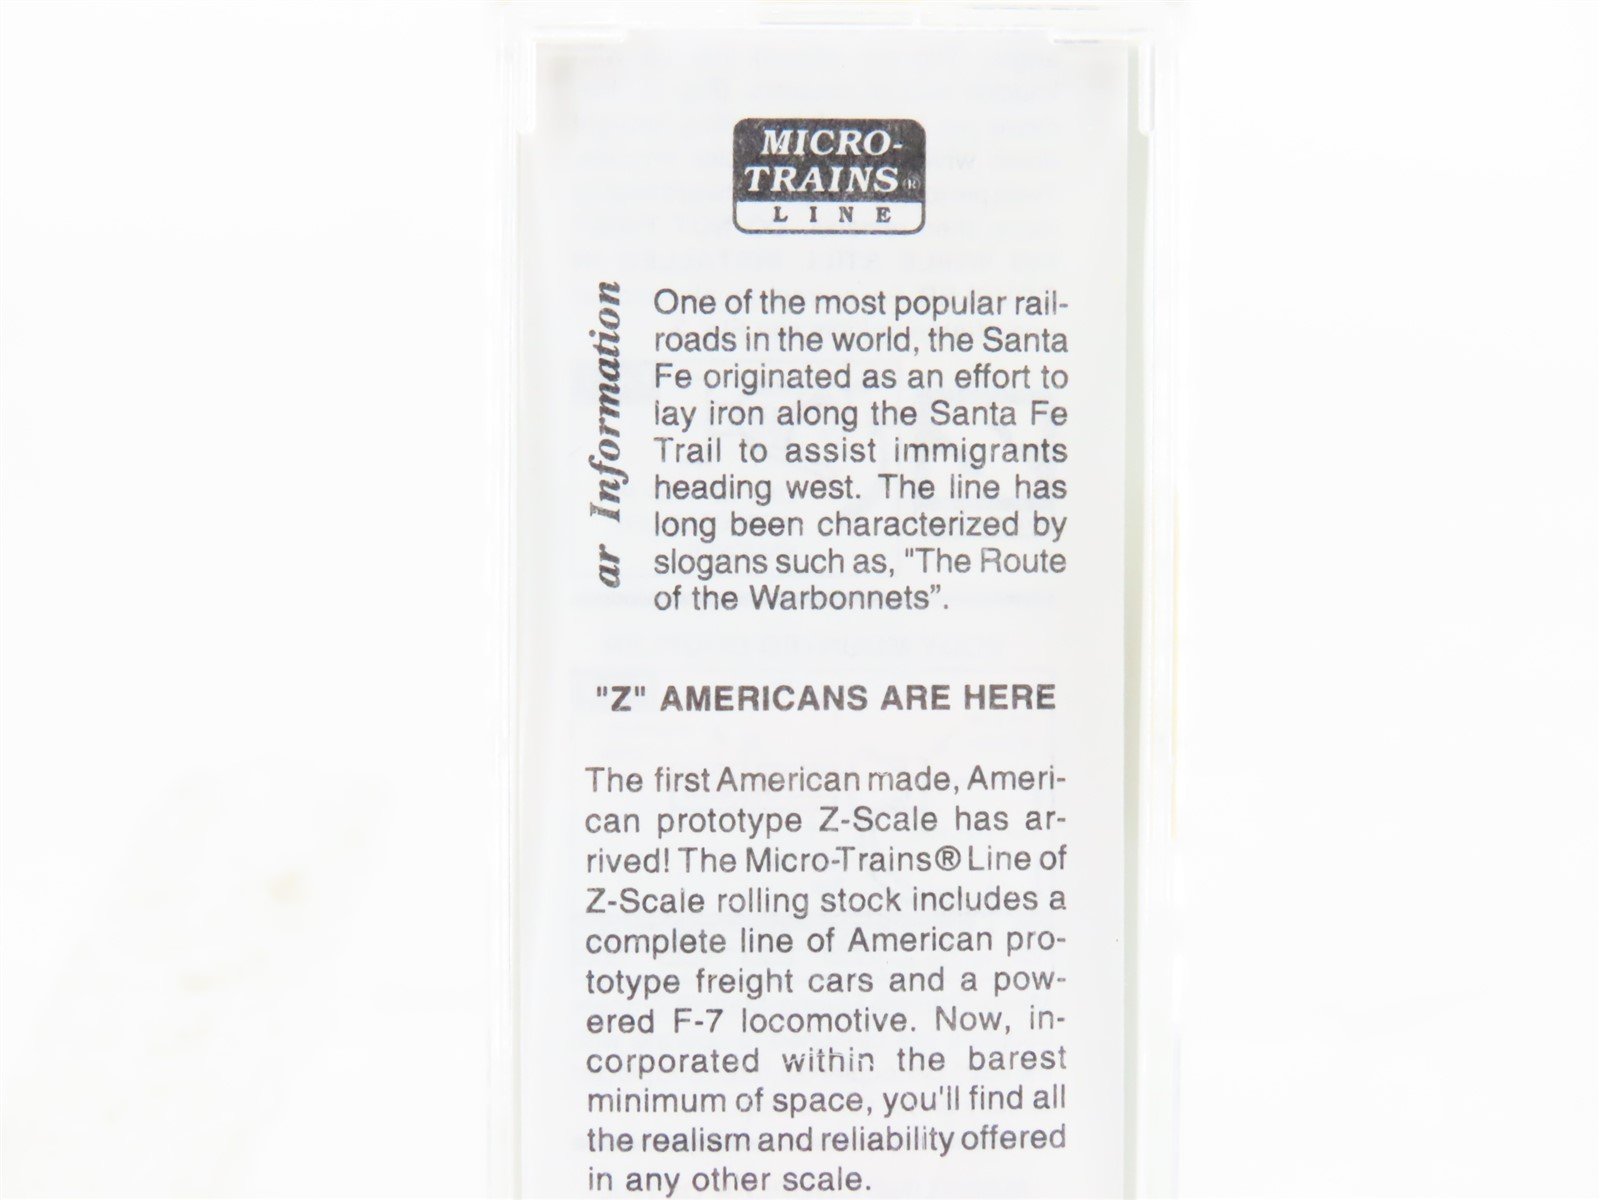 MICRO-
TRAINS®
LINE
ar Information
One of the most popular rail-
roads in the world, the Santa
Fe originated as an effort to
lay iron along the Santa Fe
Trail to assist immigrants
heading west. The line has
long been characterized by
slogans such as, "The Route
of the Warbonnets”.
"Z" AMERICANS ARE HERE
The first American made, Ameri-
can prototype Z-Scale has ar-
rived! The Micro-Trains® Line of
Z-Scale rolling stock includes a
complete line of American pro-
totype freight cars and a pow-
ered F-7 locomotive. Now, in-
corporated within the barest
minimum of space, you'll find all
the realism and reliability offered
in any other scale.